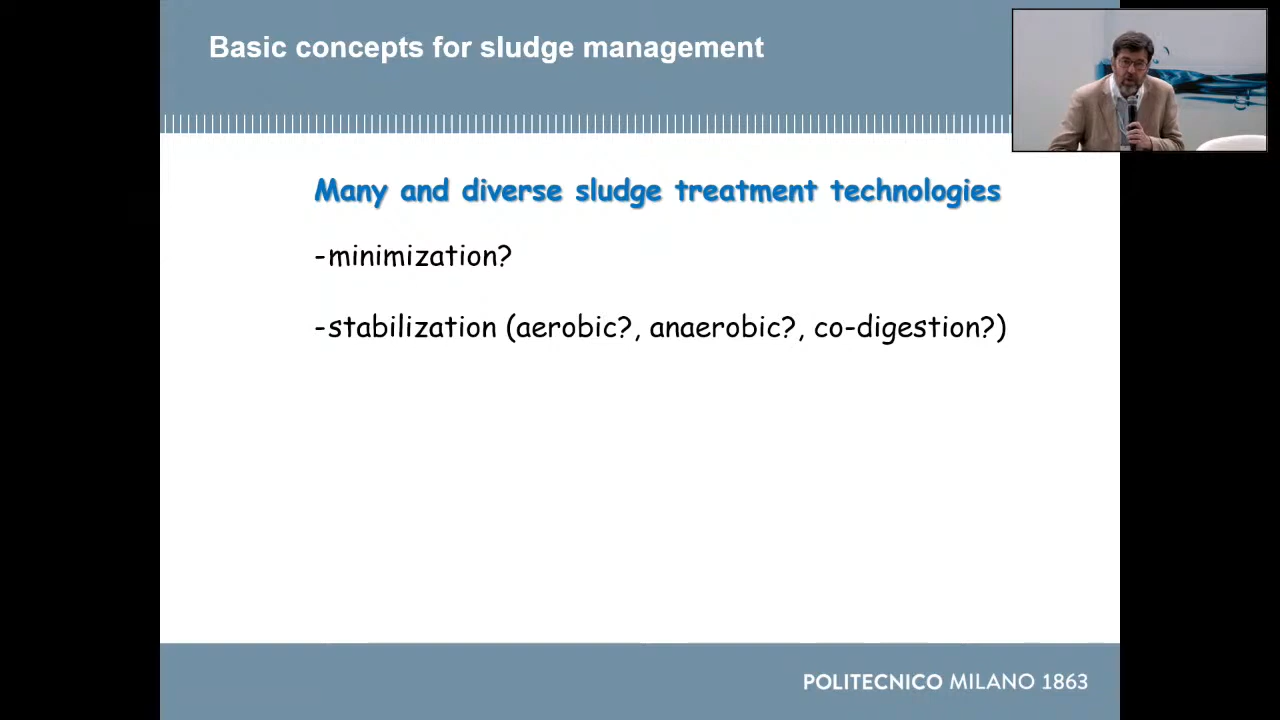 Basic concepts for sludge management
Many and diverse sludge treatment technologies
-minimization?
-stabilization (aerobic?, anaerobic?, co-digestion?)
POLITECNICO MILANO 1863